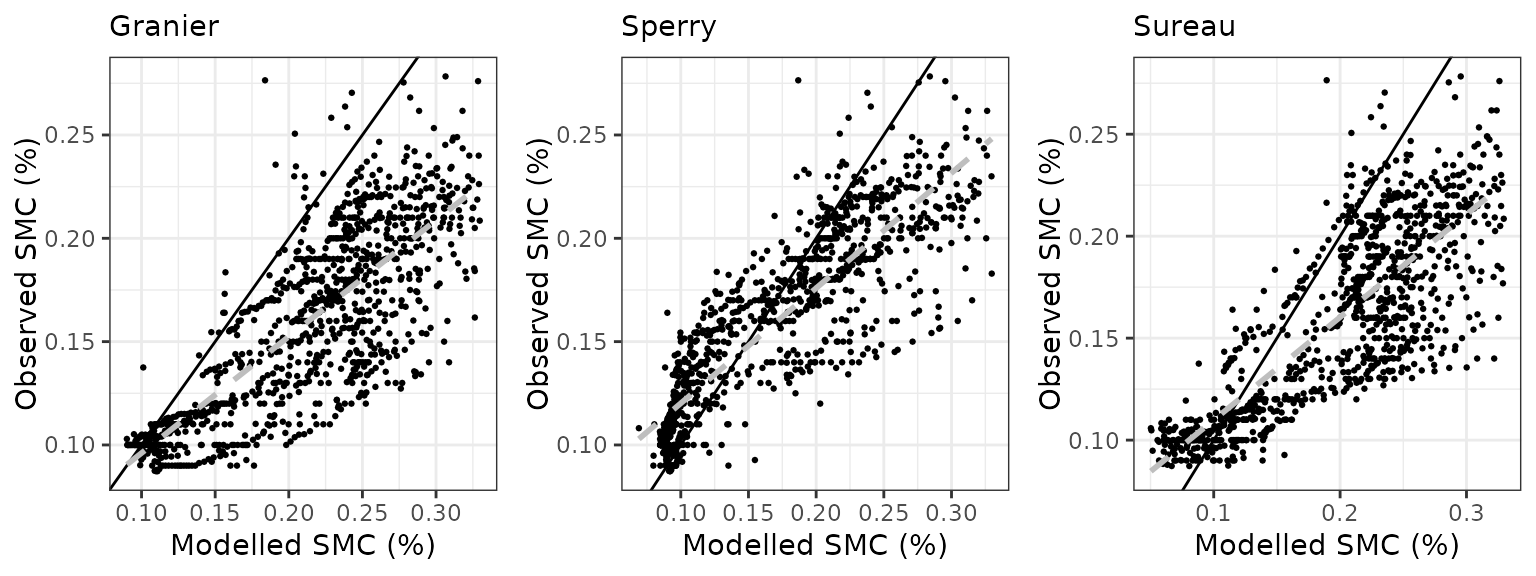 Granier
Observed SMC (%)
0.25
0.20
0.15
0.10
0.10 0.15 0.20 0.25 0.30
Modelled SMC (%)
Sperry
Observed SMC (%)
0.25
0.20
0.15
0.10
0.10 0.15 0.20 0.25 0.30
Modelled SMC (%)
Sureau
Observed SMC (%)
0.25
0.20
0.15
0.10
0.1 0.2 0.3
Modelled SMC (%)